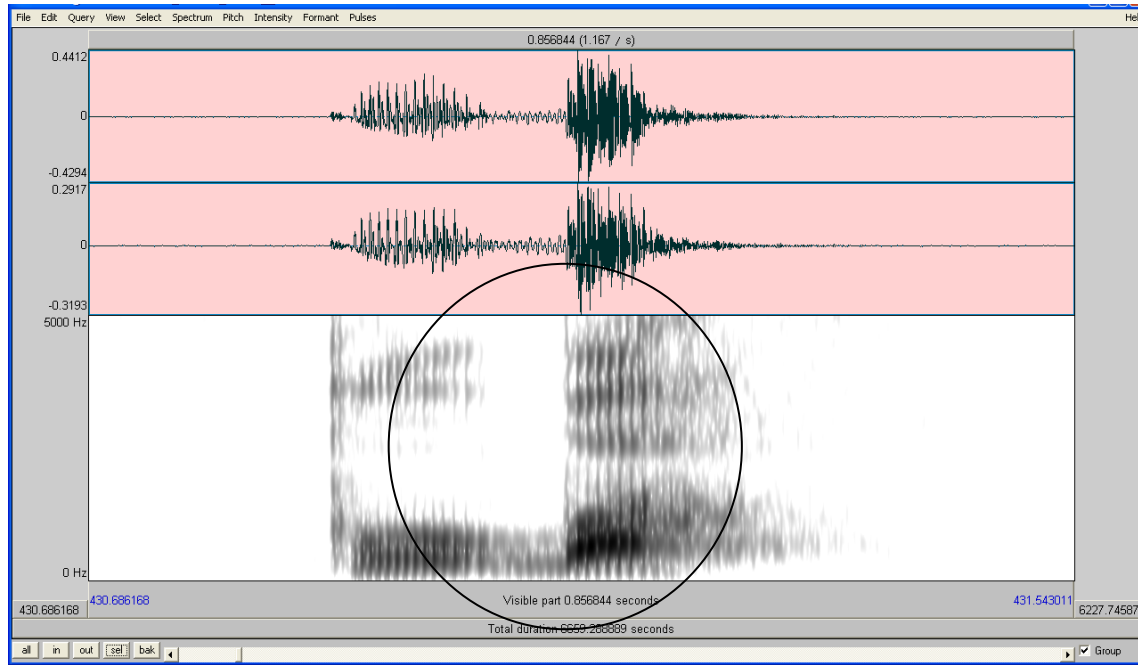 File Edit Query View Select Spectrum Pitch Intensity Formant Pulses Hel
0.856844 (1.167 / s)
0.4412
0
-0.4294
0.2917
0
-0.3193
5000 Hz
0 Hz
430.686168 430.686168 Visible part 0.856844 seconds 431.543011 6227.74587
Total duration 6659.288889 seconds
all in out sel bak Group